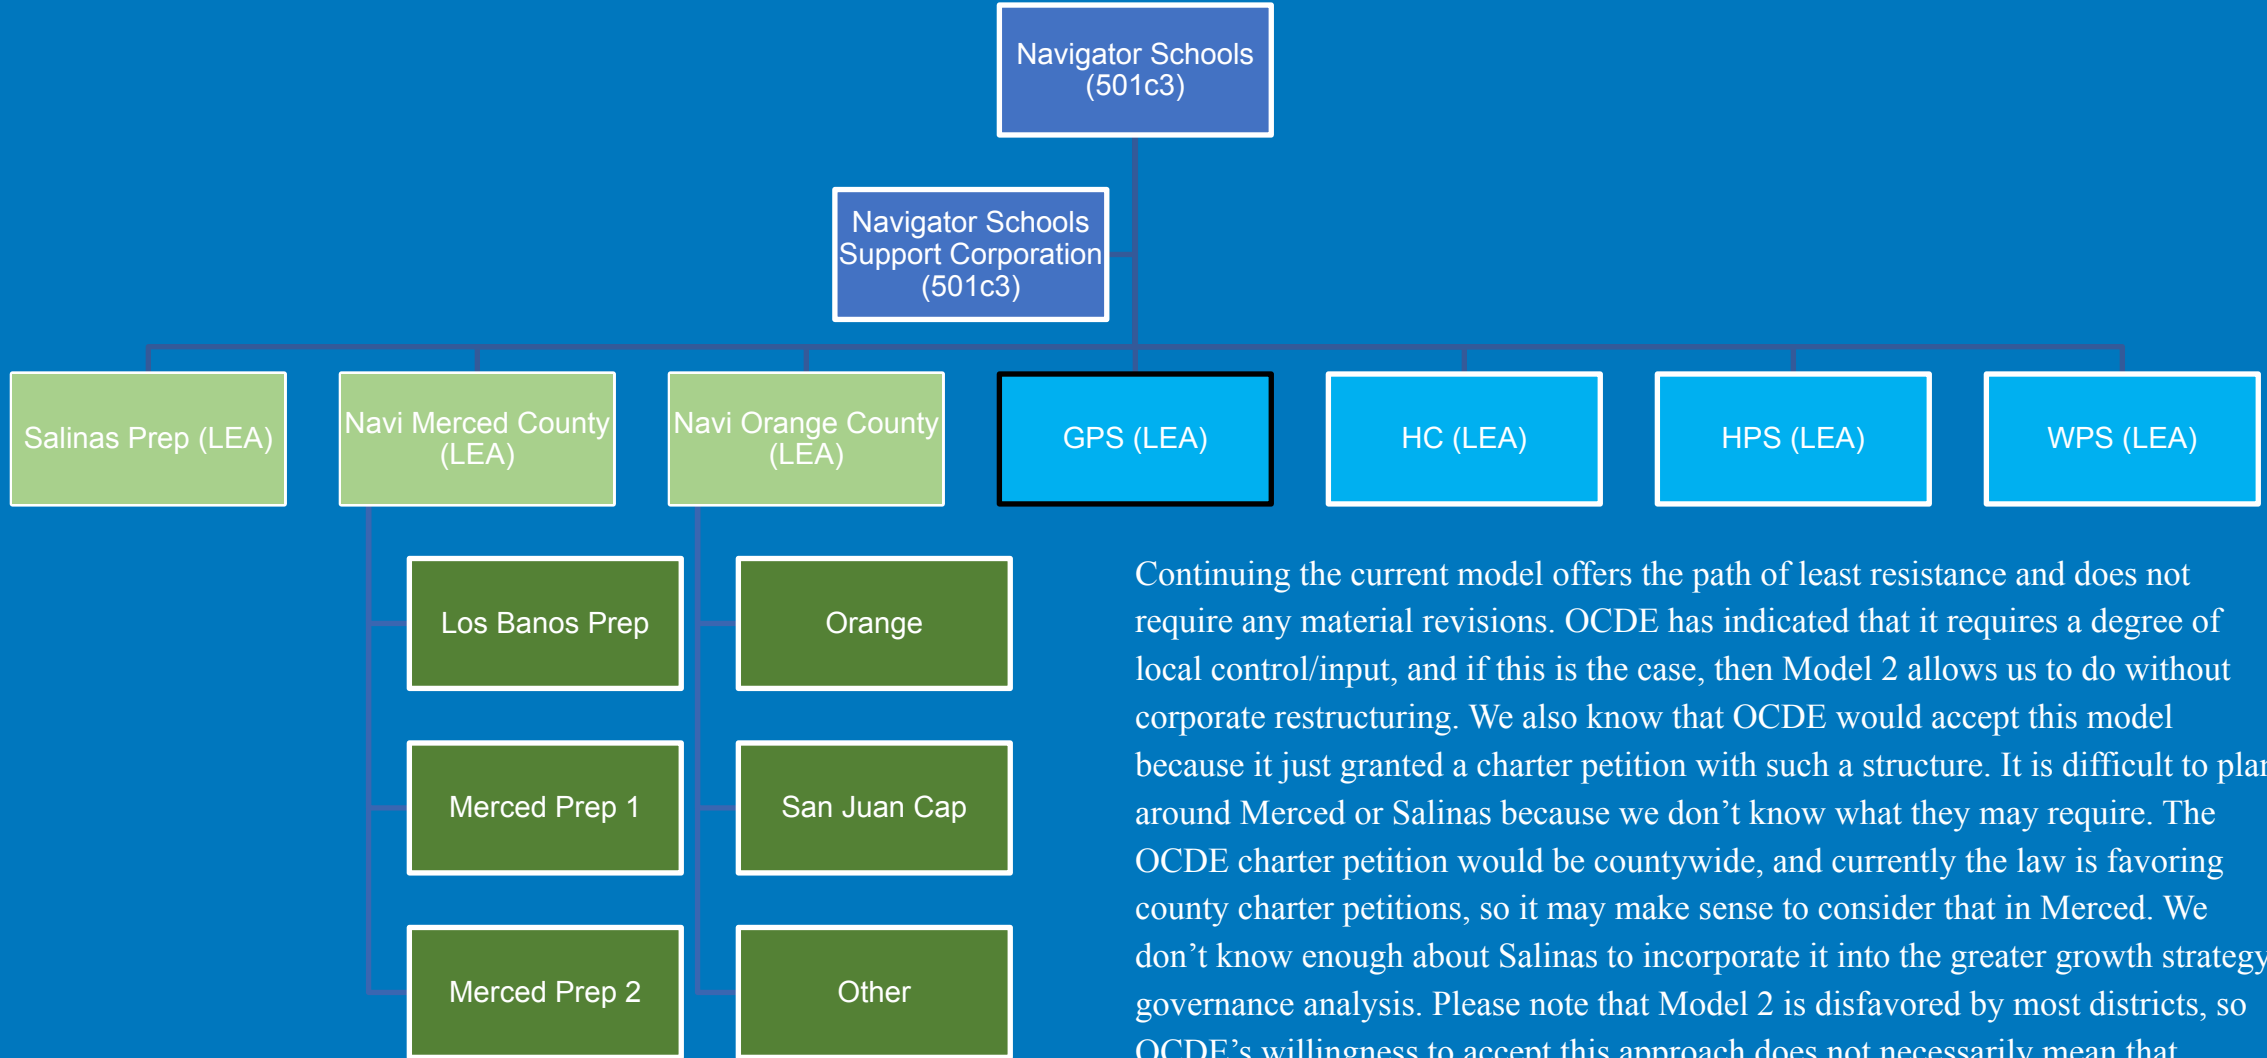 Navigator Schools
(501c3)
Navigator Schools
Support Corporation
(501c3)
Salinas Prep (LEA)
Navi Merced County
(LEA)
Navi Orange County
(LEA)
GPS (LEA)
HC (LEA)
HPS (LEA)
WPS (LEA)
Los Banos Prep
Merced Prep 1
Merced Prep 2
Orange
San Juan Cap
Other
Continuing the current model offers the path of least resistance and does not
require any material revisions. OCDE has indicated that it requires a degree of
local control/input, and if this is the case, then Model 2 allows us to do without
corporate restructuring. We also know that OCDE would accept this model
because it just granted a charter petition with such a structure. It is difficult to plan
around Merced or Salinas because we don’t know what they may require. The
OCDE charter petition would be countywide, and currently the law is favoring
county charter petitions, so it may make sense to consider that in Merced. We
don’t know enough about Salinas to incorporate it into the greater growth strategy
governance analysis. Please note that Model 2 is disfavored by most districts, so
OCDE’s willingness to accept this approach does not necessarily mean that